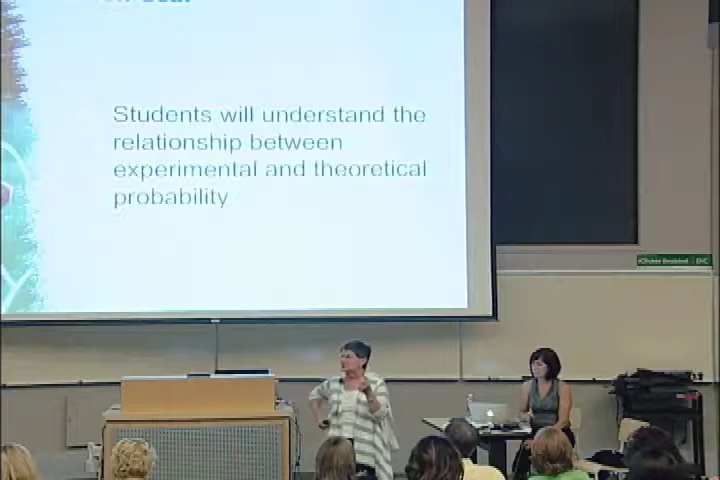 Students will understand the
relationship between
experimental and theoretical
probability